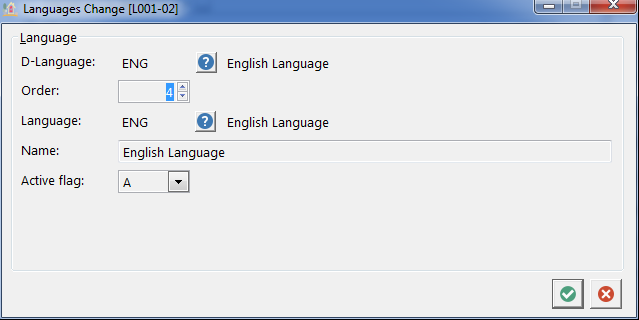 Languages Change [L001-02]
Language
D-Language: ENG ? English Language
Order: 4
Language: ENG ? English Language
Name: English Language
Active flag: A